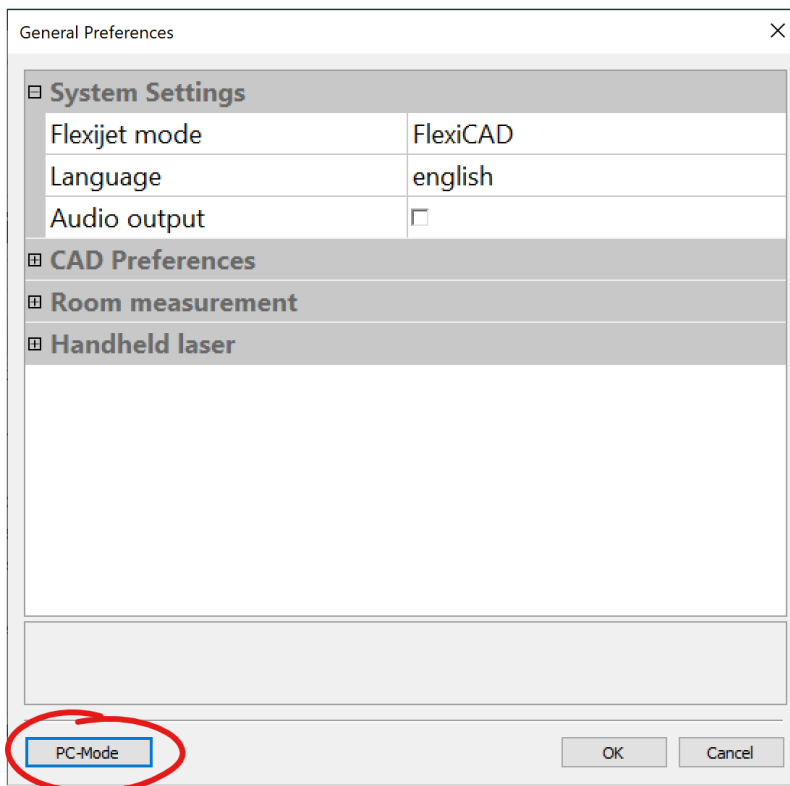 General Preferences
System Settings
Flexijet mode FlexiCAD
Language english
Audio output
CAD Preferences
Room measurement
Handheld laser
PC-Mode OK Cancel